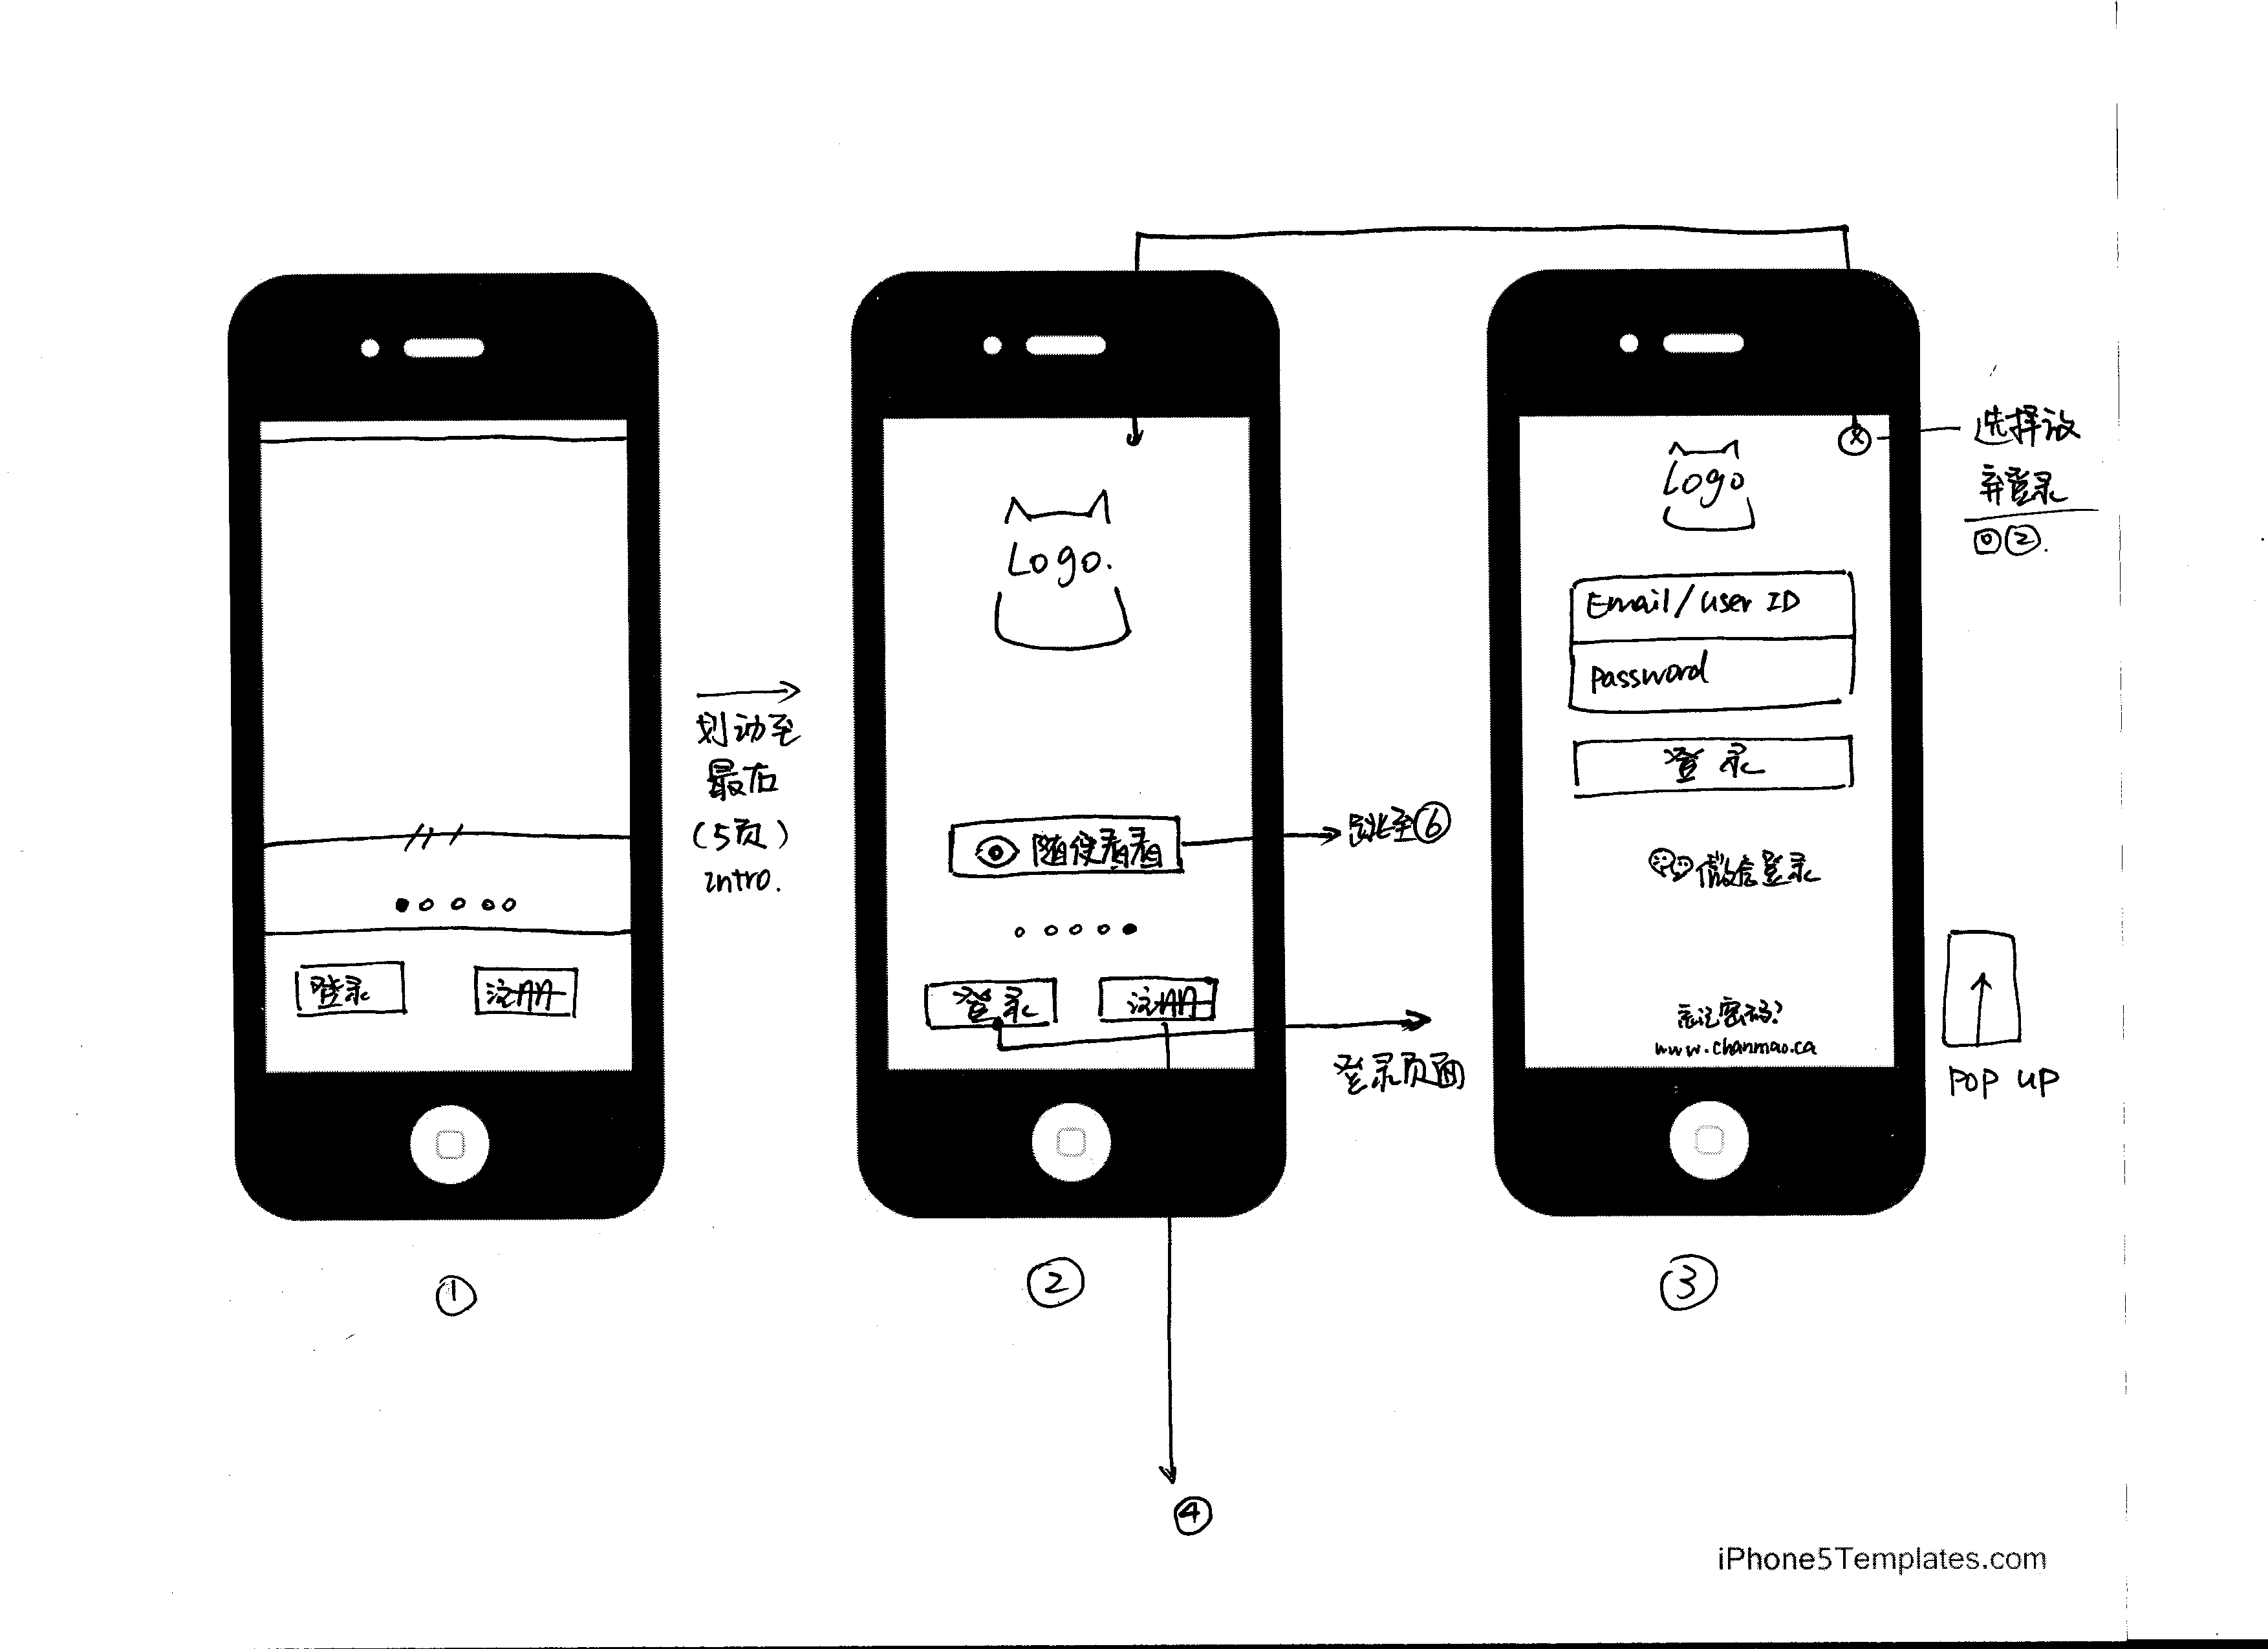 登录
注册
①
划动至
最右
(5页)
Intro.
Logo.
随便看看
登录
注册
跳至⑥
登录页面
②
④
Logo
Email/User ID
Password
登录
微信登录
忘记密码?
www.chanmao.ca
③
选择放
弃登录
回②.
POP UP
iPhone5Templates.com